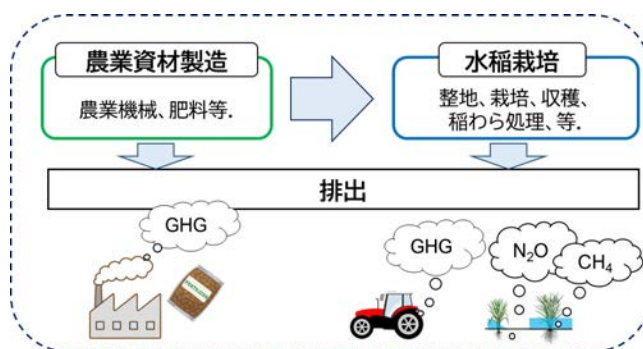 農業資材製造
農業機械、肥料等.
水稲栽培
整地、栽培、収穫、
稲わら処理、等.
排出
GHG
GHG
N₂O
CH₄
FERTILIZER